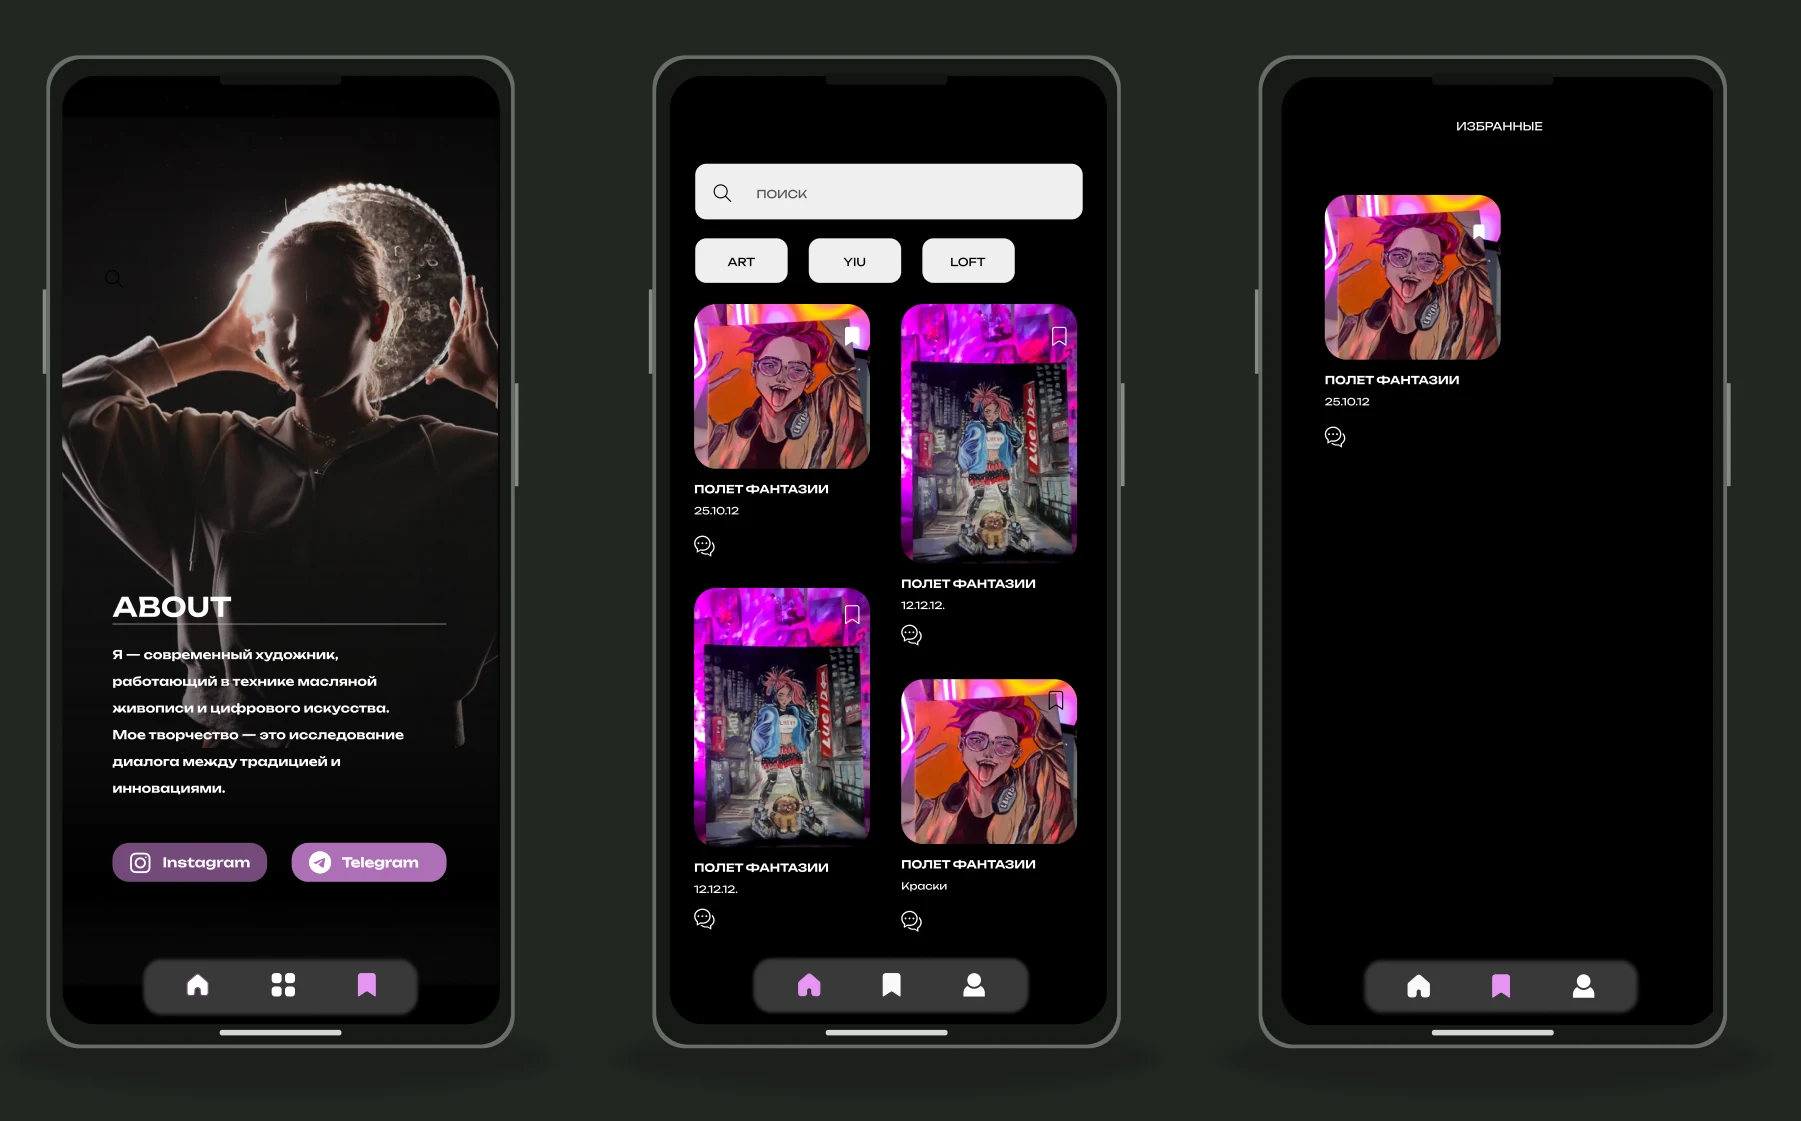 ABOUT
Я — современный художник,
работающий в технике масляной
живописи и цифрового искусства.
Мое творчество — это исследование
диалога между традицией и
инновациями.
Instagram
Telegram
ПОИСК
ART
YIU
LOFT
ПОЛЕТ ФАНТАЗИИ
25.10.12
ПОЛЕТ ФАНТАЗИИ
12.12.12.
ПОЛЕТ ФАНТАЗИИ
12.12.12.
ПОЛЕТ ФАНТАЗИИ
Краски
ИЗБРАННЫЕ
ПОЛЕТ ФАНТАЗИИ
25.10.12